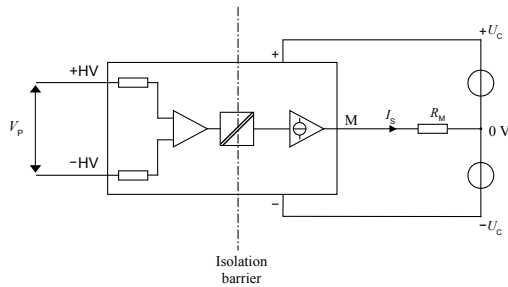 +U_C
+
+HV
M
I_S
R_M
0 V
V_P
−HV
−
−U_C
Isolation
barrier